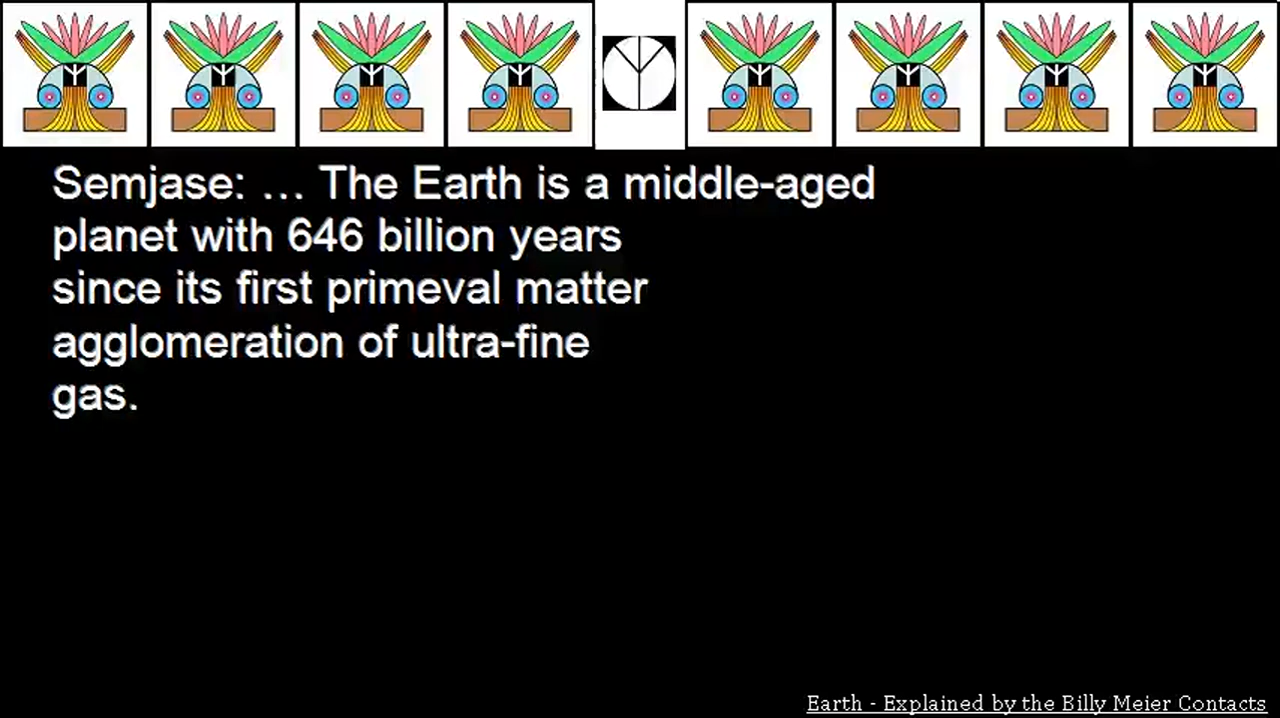 Semjase: … The Earth is a middle-aged
planet with 646 billion years
since its first primeval matter
agglomeration of ultra-fine
gas.
Earth - Explained by the Billy Meier Contacts